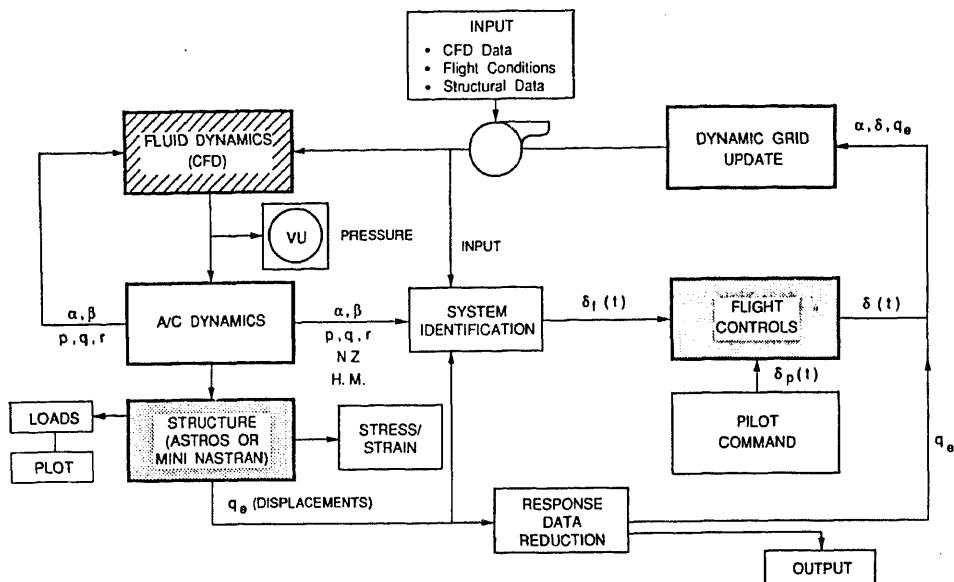 INPUT
• CFD Data
• Flight Conditions
• Structural Data
FLUID DYNAMICS
(CFD)
DYNAMIC GRID
UPDATE
α, δ, qₑ
VU
PRESSURE
INPUT
α, β
p, q, r
A/C DYNAMICS
α, β
p, q, r
N Z
H. M.
SYSTEM
IDENTIFICATION
δf(t)
FLIGHT
CONTROLS
δ(t)
δp(t)
PILOT
COMMAND
LOADS
PLOT
STRUCTURE
(ASTROS OR
MINI NASTRAN)
STRESS/
STRAIN
qₑ
qₑ (DISPLACEMENTS)
RESPONSE
DATA
REDUCTION
OUTPUT